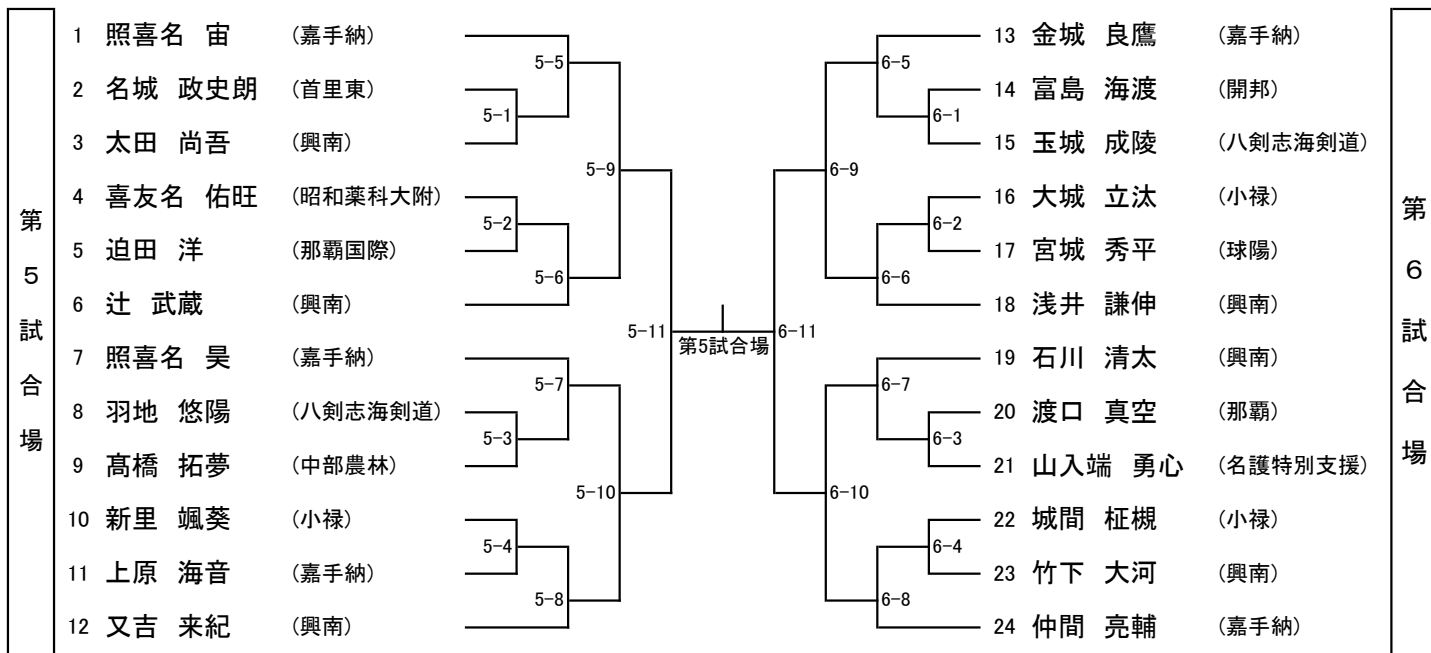 第5試合場
1 照喜名 宙 (嘉手納)
2 名城 政史朗 (首里東)
3 太田 尚吾 (興南)
4 喜友名 佑旺 (昭和薬科大附)
5 迫田 洋 (那覇国際)
6 辻 武蔵 (興南)
7 照喜名 昊 (嘉手納)
8 羽地 悠陽 (八剣志海剣道)
9 髙橋 拓夢 (中部農林)
10 新里 颯葵 (小禄)
11 上原 海音 (嘉手納)
12 又吉 来紀 (興南)
5-5
5-1
5-9
5-2
5-6
5-11
5-7
5-3
5-10
5-4
5-8
第5試合場
6-5
6-1
6-9
6-2
6-6
6-11
6-7
6-3
6-10
6-4
6-8
13 金城 良鷹 (嘉手納)
14 富島 海渡 (開邦)
15 玉城 成陵 (八剣志海剣道)
16 大城 立汰 (小禄)
17 宮城 秀平 (球陽)
18 浅井 謙伸 (興南)
19 石川 清太 (興南)
20 渡口 真空 (那覇)
21 山入端 勇心 (名護特別支援)
22 城間 柾槻 (小禄)
23 竹下 大河 (興南)
24 仲間 亮輔 (嘉手納)
第6試合場